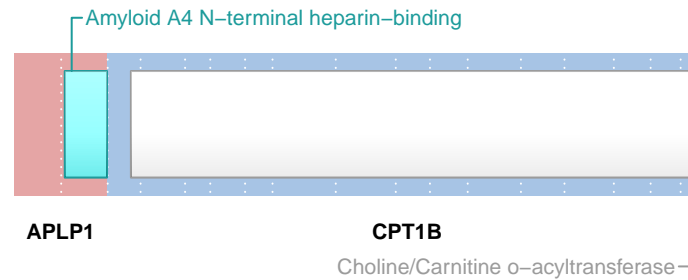 Amyloid A4 N−terminal heparin−binding
APLP1
CPT1B
Choline/Carnitine o−acyltransferase